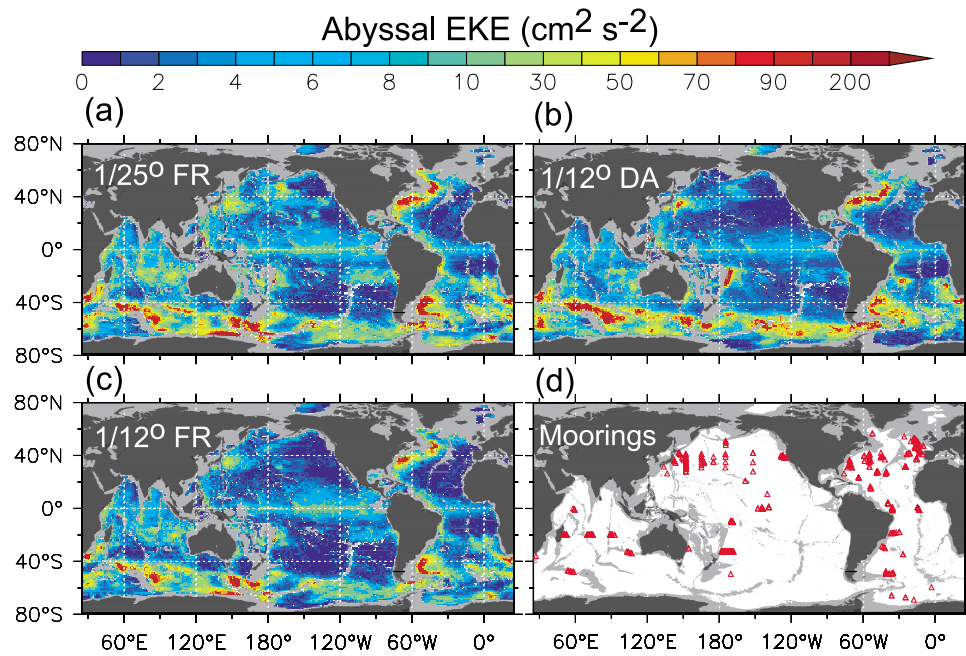 Abyssal EKE (cm² s⁻²)
0 2 4 6 8 10 30 50 70 90 200
(a) (b)
80°N
40°N
0°
40°S
80°S
1/25° FR
1/12° DA
(c) (d)
80°N
40°N
0°
40°S
80°S
1/12° FR
Moorings
60°E 120°E 180° 120°W 60°W 0° 60°E 120°E 180° 120°W 60°W 0°